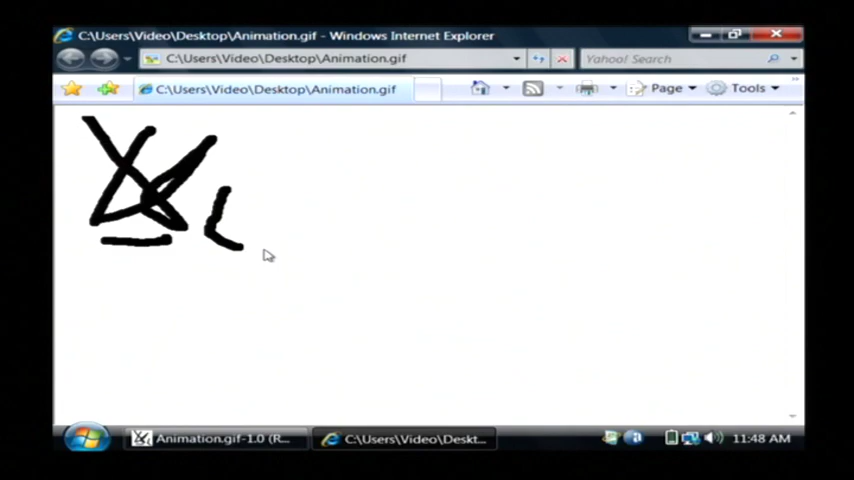 C:\Users\Video\Desktop\Animation.gif - Windows Internet Explorer
C:\Users\Video\Desktop\Animation.gif
Yahoo! Search
C:\Users\Video\Desktop\Animation.gif
Page
Tools
Animation.gif-1.0 (R...
C:\Users\Video\Deskt...
11:48 AM